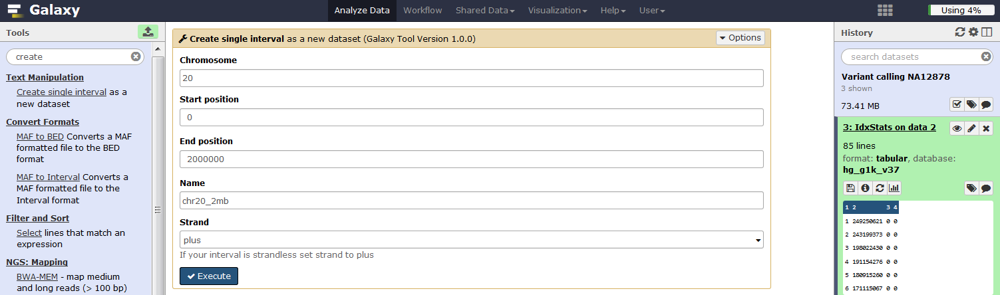 Galaxy
Analyze Data
Workflow
Shared Data
Visualization
Help
User
Using 4%
Tools
create
Text Manipulation
Create single interval as a
new dataset
Convert Formats
MAF to BED Converts a MAF
formatted file to the BED
format
MAF to Interval Converts a
MAF formatted file to the
Interval format
Filter and Sort
Select lines that match an
expression
NGS: Mapping
BWA-MEM - map medium
and long reads (> 100 bp)
Create single interval as a new dataset (Galaxy Tool Version 1.0.0)
Options
Chromosome
20
Start position
0
End position
2000000
Name
chr20_2mb
Strand
plus
If your interval is strandless set strand to plus
Execute
History
search datasets
Variant calling NA12878
3 shown
73.41 MB
3: IdxStats on data 2
85 lines
format: tabular, database:
hg_g1k_v37
1 2 3 4
1 249250621 0 0
2 243199373 0 0
3 198022430 0 0
4 191154276 0 0
5 180915260 0 0
6 171115067 0 0